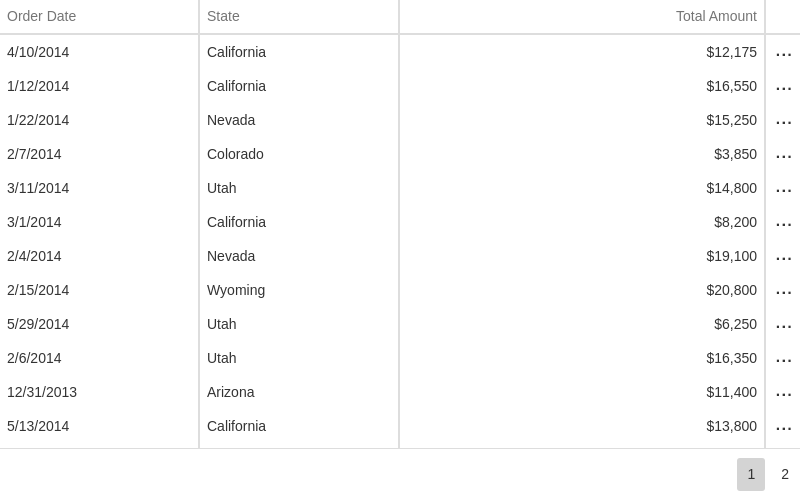 Order Date State Total Amount
4/10/2014 California $12,175 ...
1/12/2014 California $16,550 ...
1/22/2014 Nevada $15,250 ...
2/7/2014 Colorado $3,850 ...
3/11/2014 Utah $14,800 ...
3/1/2014 California $8,200 ...
2/4/2014 Nevada $19,100 ...
2/15/2014 Wyoming $20,800 ...
5/29/2014 Utah $6,250 ...
2/6/2014 Utah $16,350 ...
12/31/2013 Arizona $11,400 ...
5/13/2014 California $13,800 ...
1 2